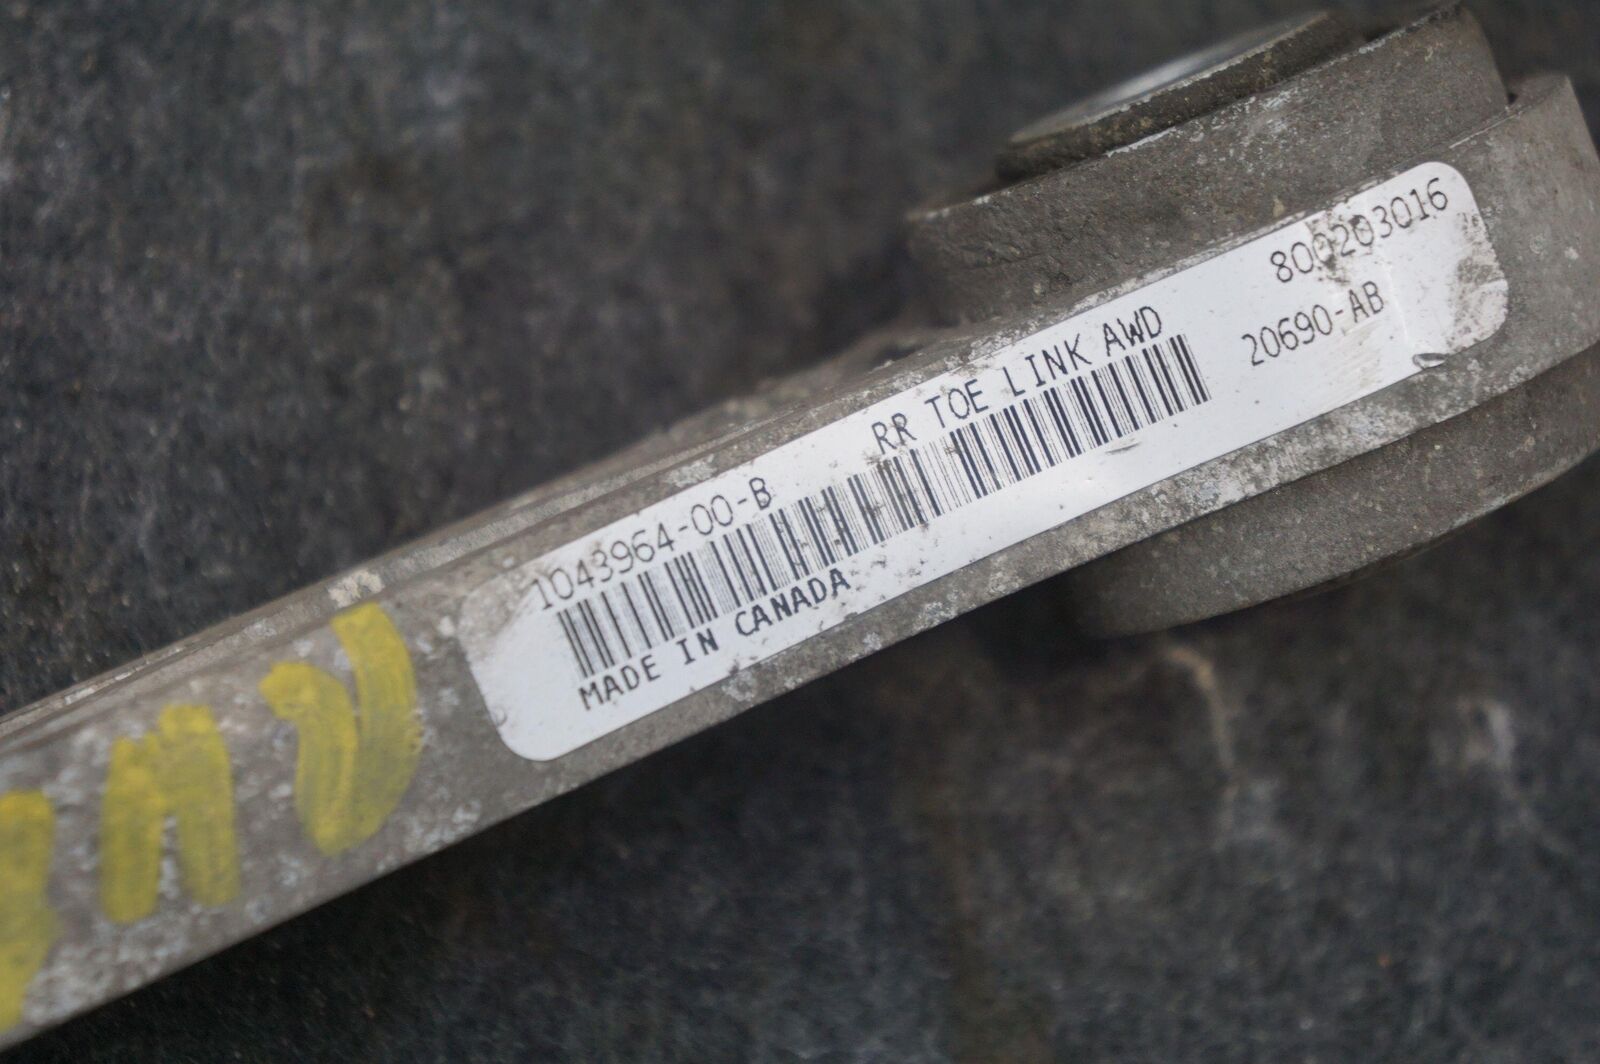 1043964-00-B RR TOE LINK AWD 800203016
20690-AB
MADE IN CANADA